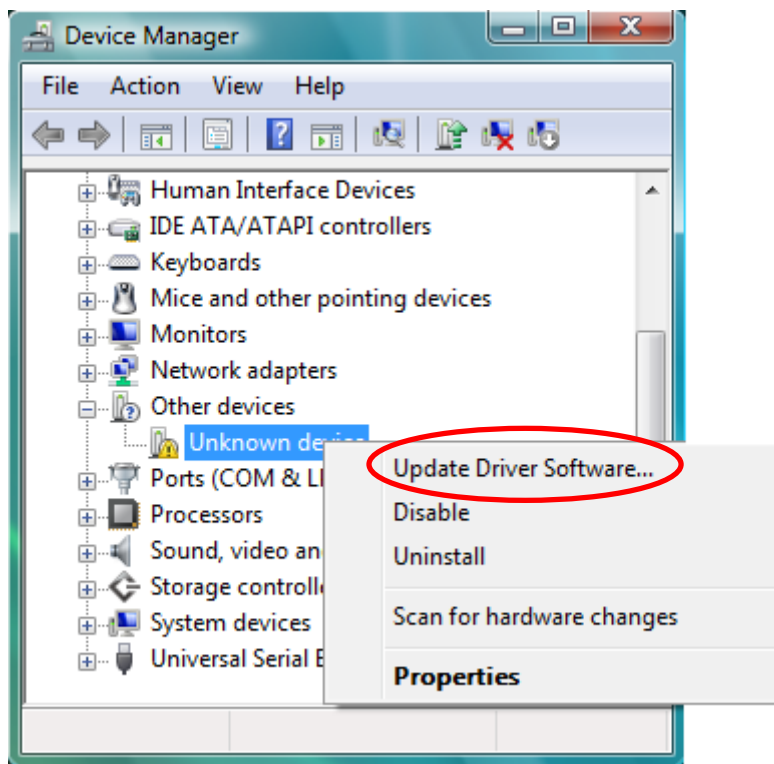 Device Manager
File Action View Help
Human Interface Devices
IDE ATA/ATAPI controllers
Keyboards
Mice and other pointing devices
Monitors
Network adapters
Other devices
Unknown device
Update Driver Software...
Ports (COM & L
Disable
Processors
Sound, video an
Uninstall
Storage controlle
System devices
Scan for hardware changes
Universal Serial
Properties